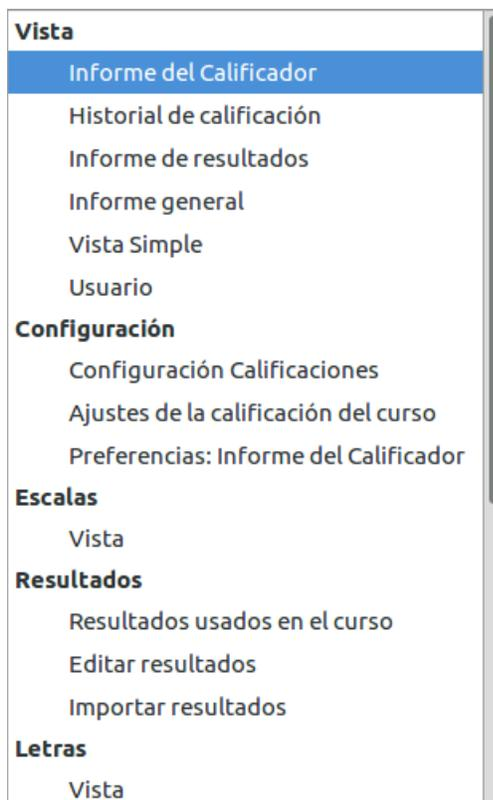 Vista
Informe del Calificador
Historial de calificación
Informe de resultados
Informe general
Vista Simple
Usuario
Configuración
Configuración Calificaciones
Ajustes de la calificación del curso
Preferencias: Informe del Calificador
Escalas
Vista
Resultados
Resultados usados en el curso
Editar resultados
Importar resultados
Letras
Vista